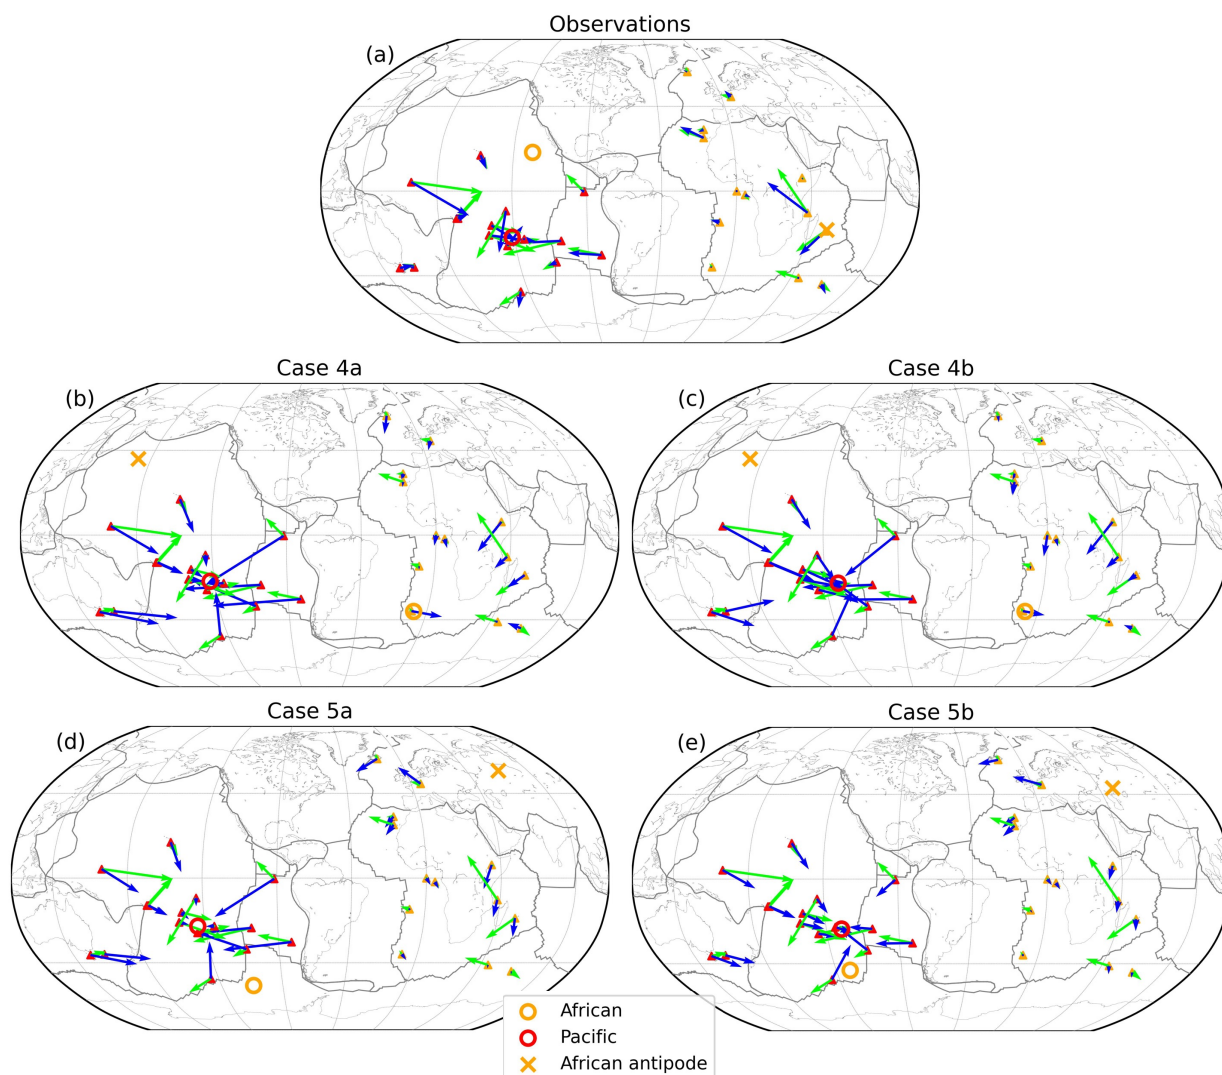 Observations
(a)
Case 4a
Case 4b
(b)
(c)
Case 5a
Case 5b
(d)
(e)
African
Pacific
African antipode